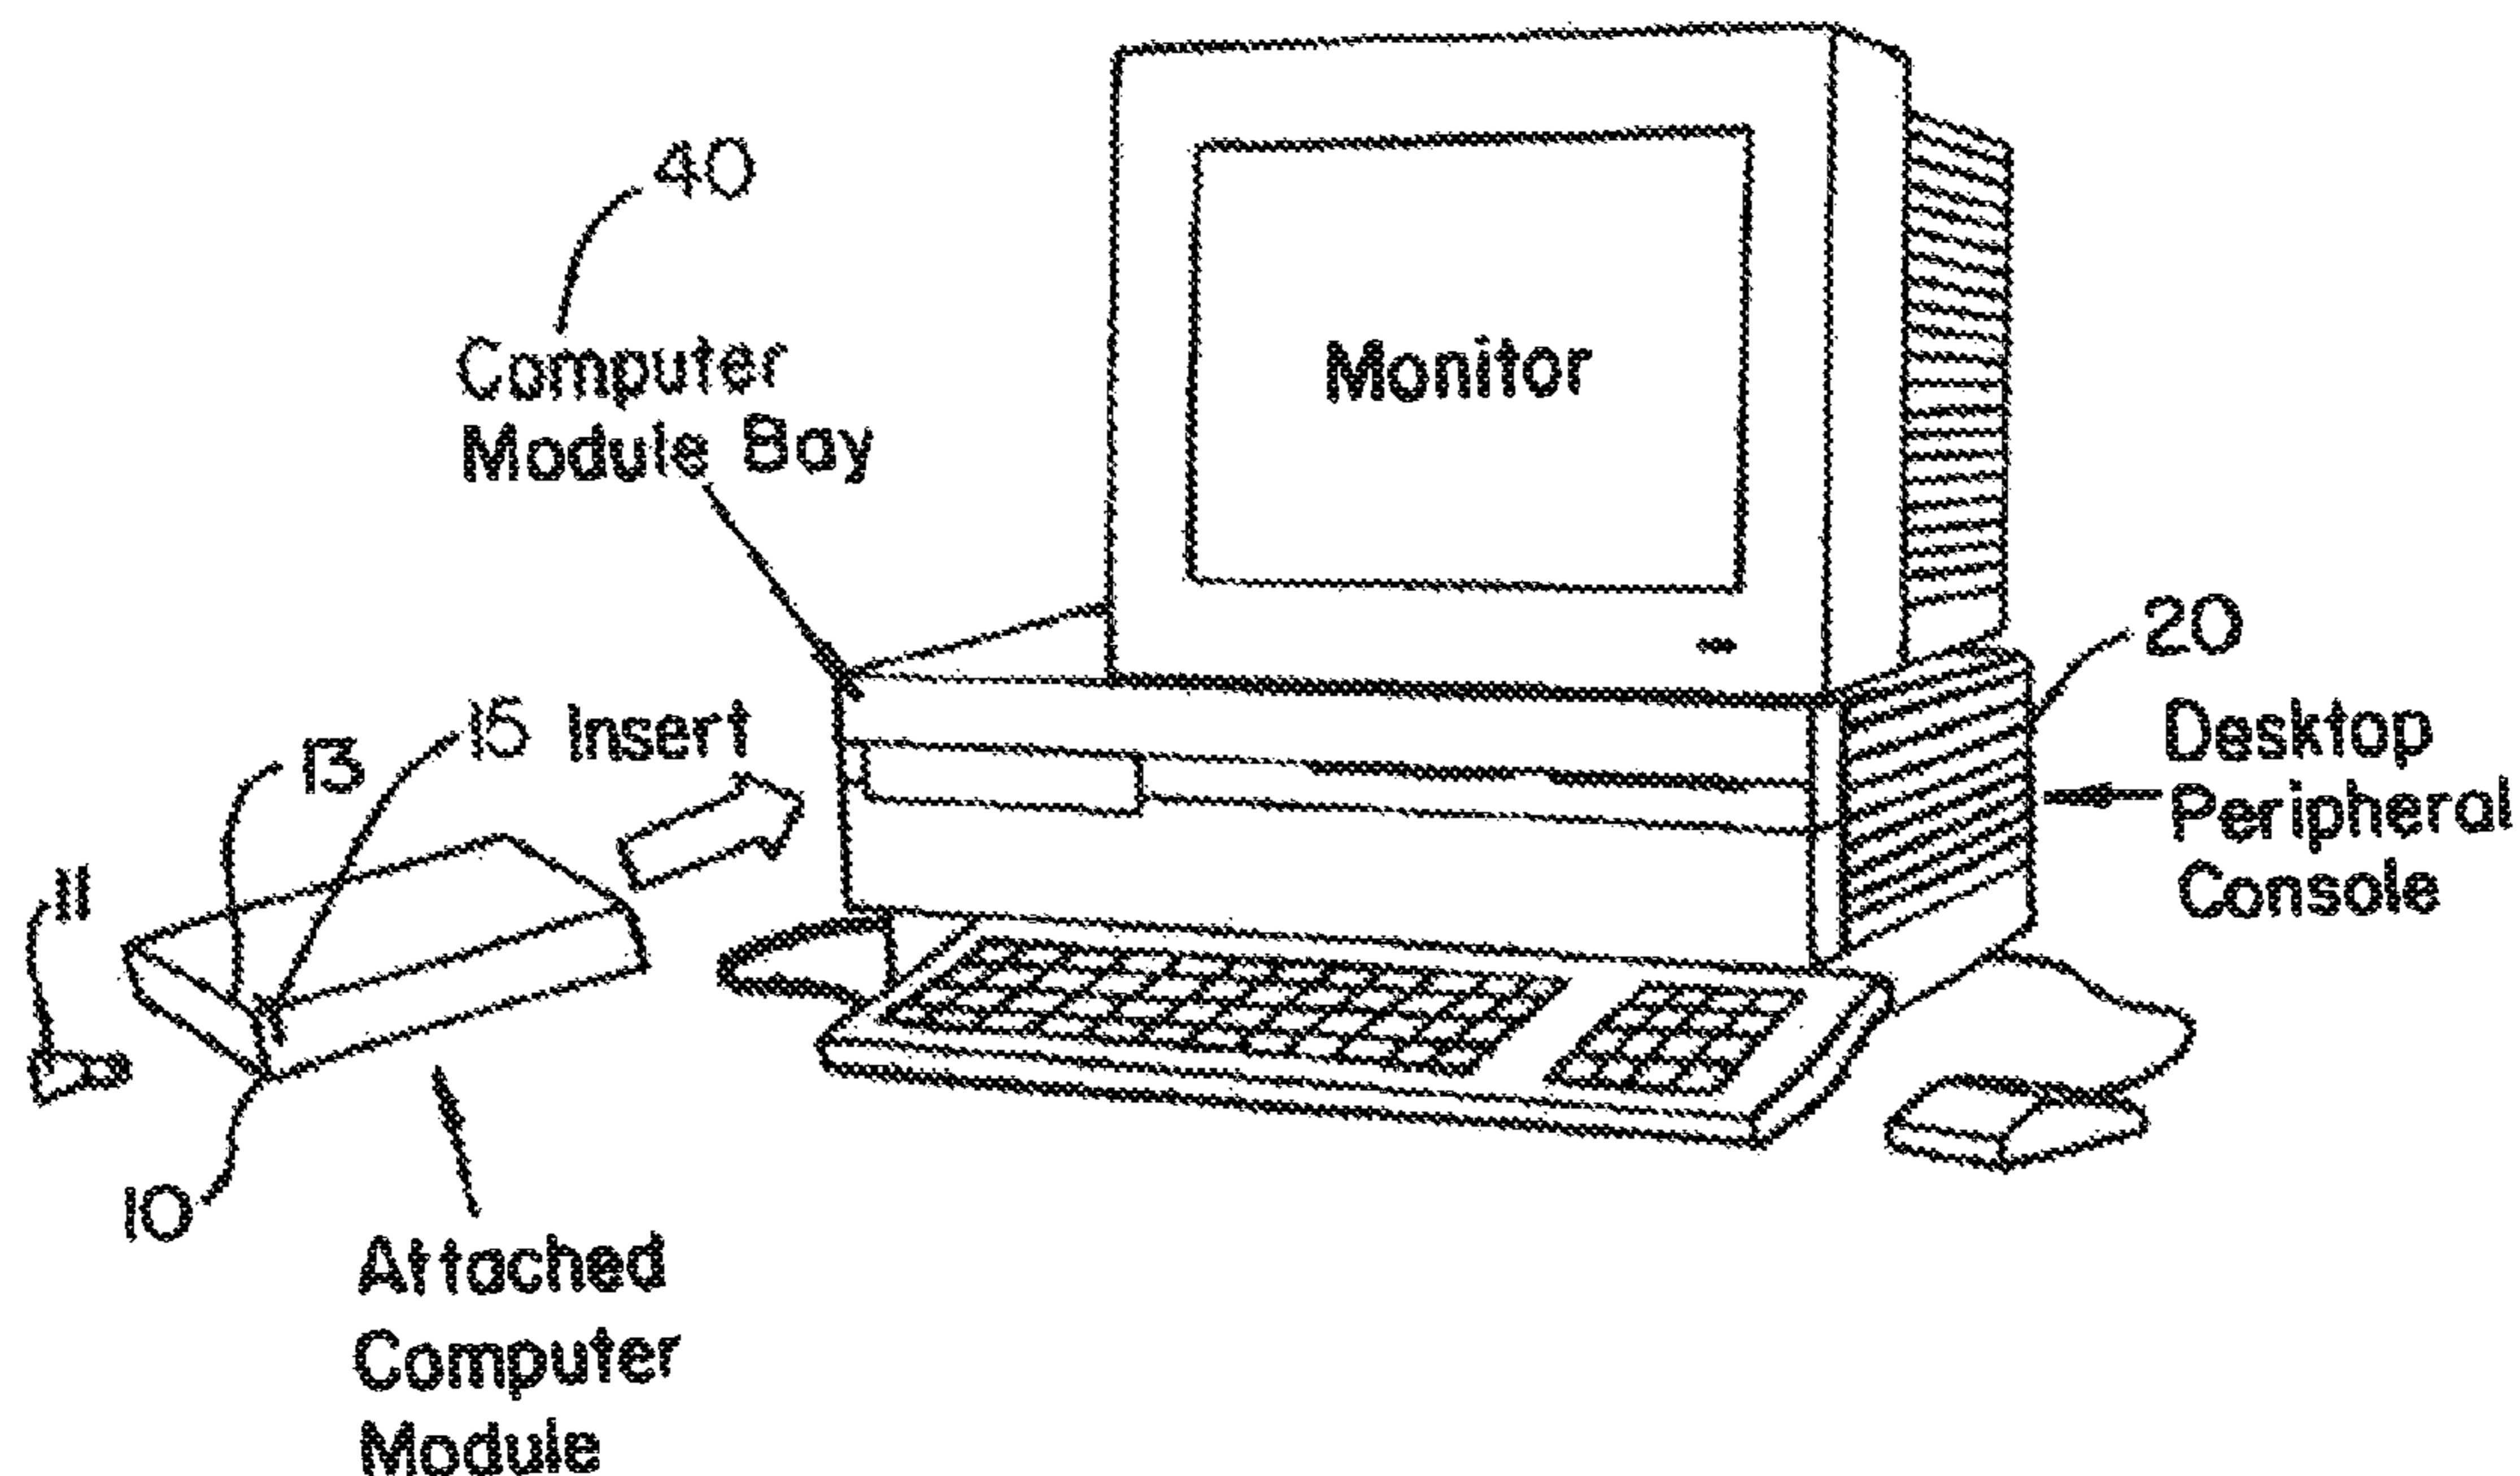 40
Computer
Module Bay
Monitor
20
Desktop
Peripheral
Console
15
Insert
13
11
10
Attached
Computer
Module